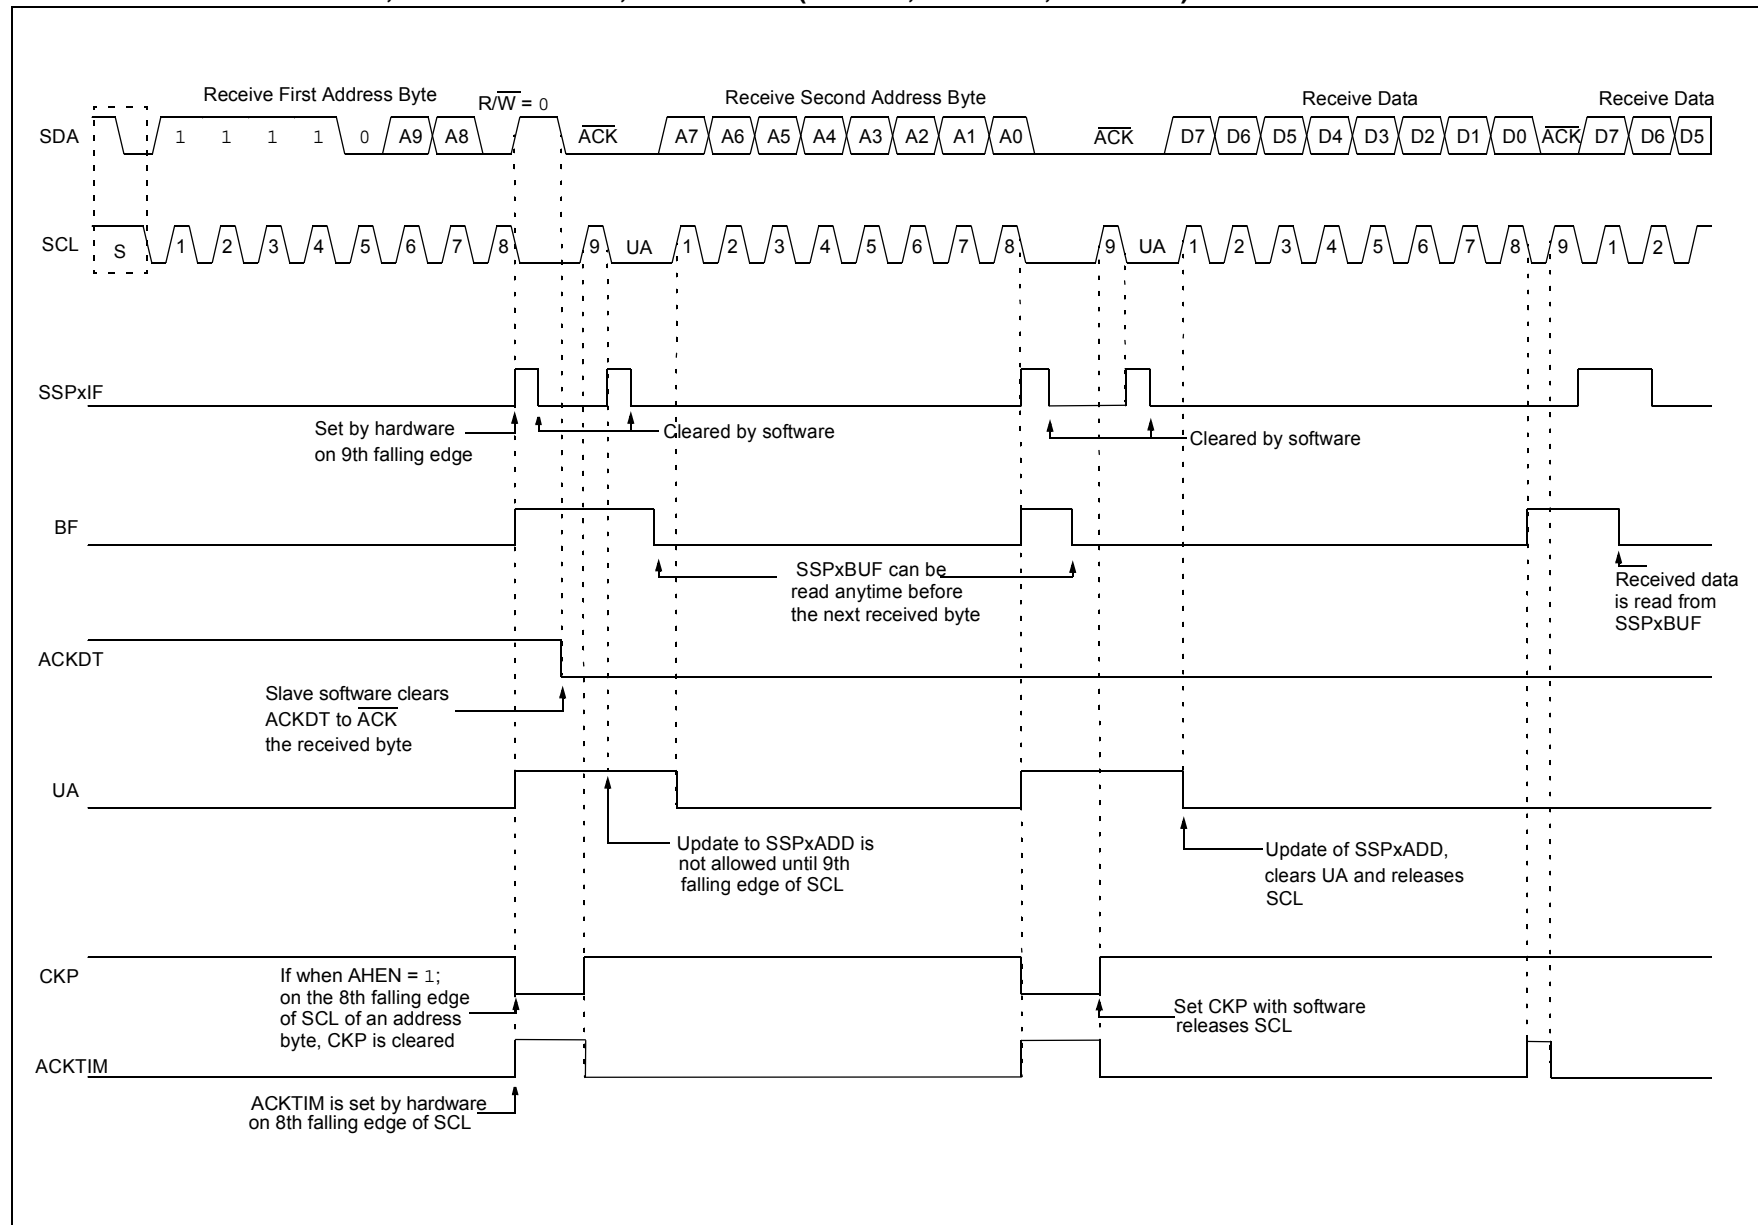 Receive First Address Byte
R/W = 0
Receive Second Address Byte
Receive Data
Receive Data
SDA
1 1 1 1 0 A9 A8
ACK
A7 A6 A5 A4 A3 A2 A1 A0
ACK
D7 D6 D5 D4 D3 D2 D1 D0
ACK
D7 D6 D5
SCL
S
1 2 3 4 5 6 7 8 9 UA 1 2 3 4 5 6 7 8 9 UA 1 2 3 4 5 6 7 8 9 1 2
SSPxIF
Set by hardware
on 9th falling edge
Cleared by software
Cleared by software
BF
SSPxBUF can be
read anytime before
the next received byte
Received data
is read from
SSPxBUF
ACKDT
Slave software clears
ACKDT to ACK
the received byte
UA
Update to SSPxADD is
not allowed until 9th
falling edge of SCL
Update of SSPxADD,
clears UA and releases
SCL
CKP
If when AHEN = 1;
on the 8th falling edge
of SCL of an address
byte, CKP is cleared
Set CKP with software
releases SCL
ACKTIM
ACKTIM is set by hardware
on 8th falling edge of SCL